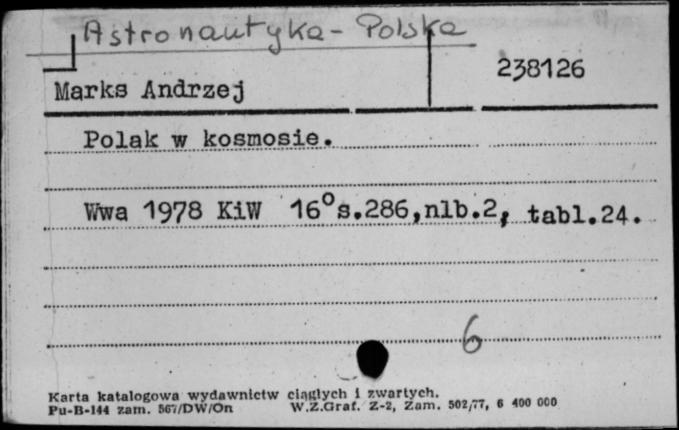 Astronautyka - Polska
238126
Marks Andrzej
Polak w kosmosie.
Wwa 1978 KiW 16° s.286,nlb.2, tabl.24.
6
Karta katalogowa wydawnictw ciągłych i zwartych.
Pu-B-144 zam. 567/DW/On W.Z.Graf. Z-2, Zam. 502/77, 6 400 000